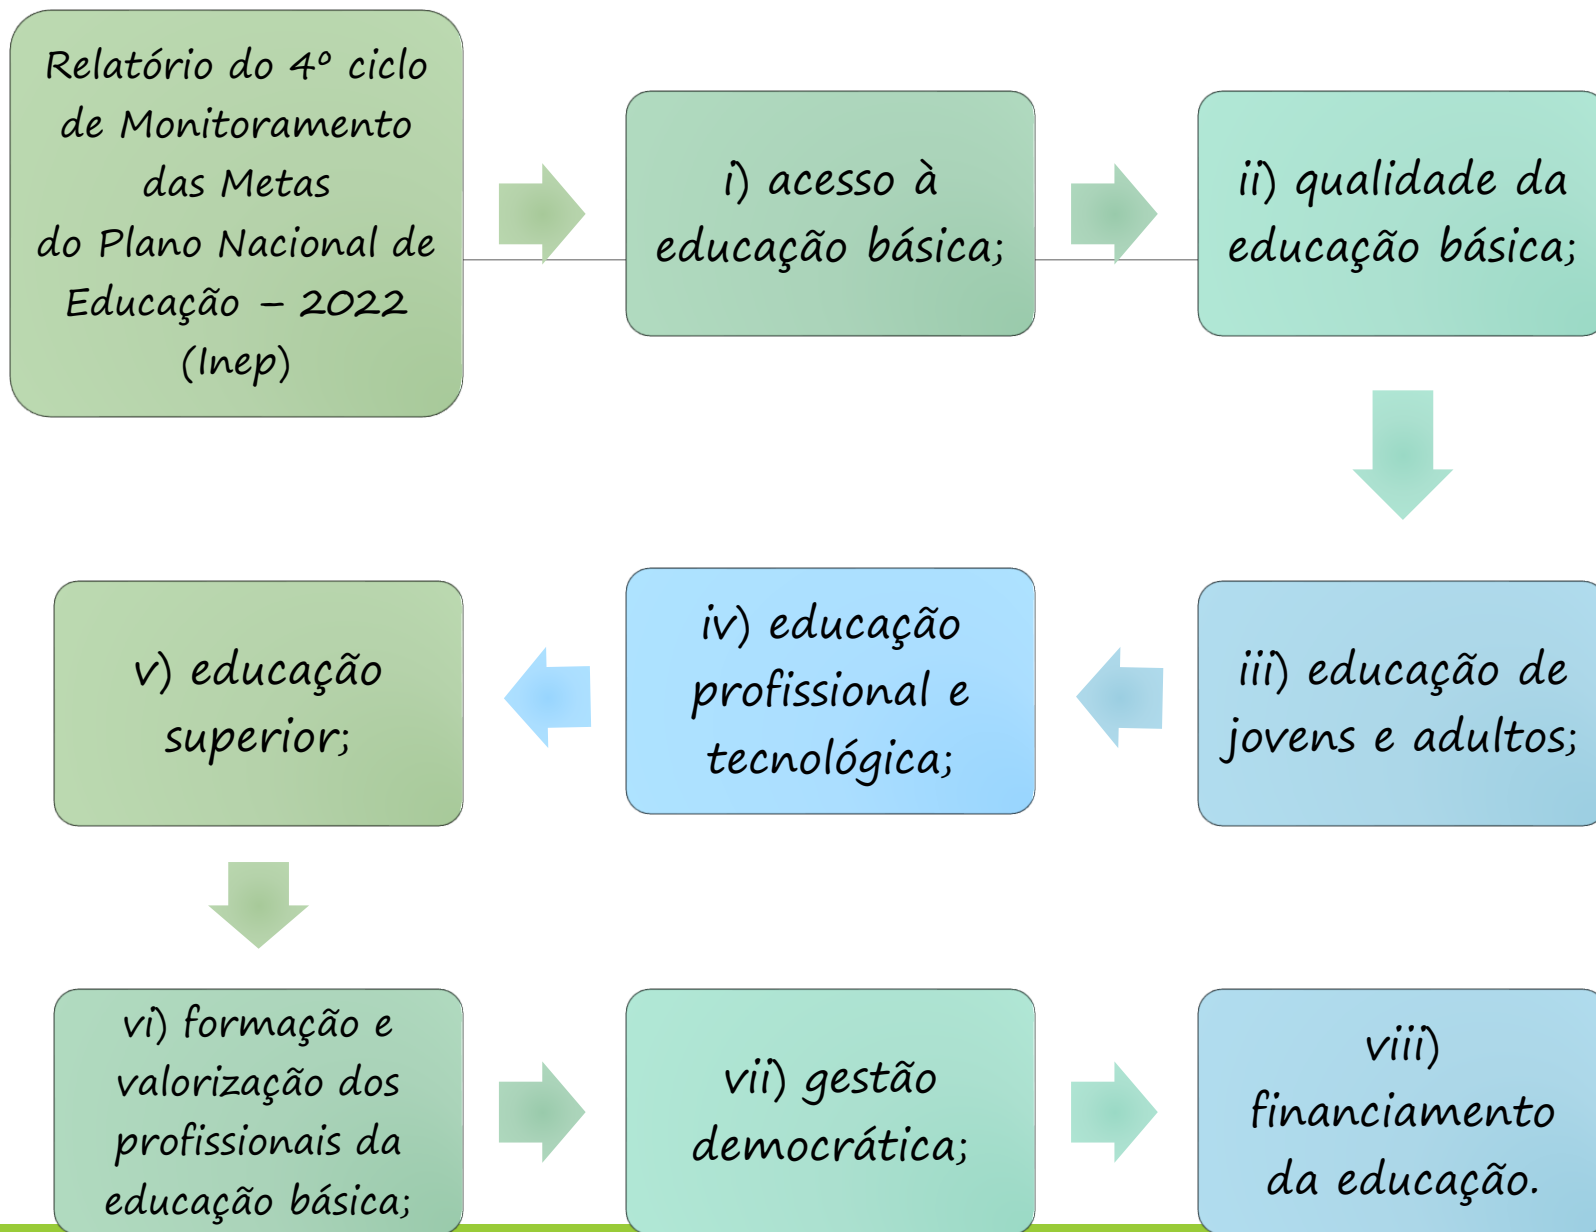 Relatório do 4º ciclo
de Monitoramento
das Metas
do Plano Nacional de
Educação – 2022
(Inep)
i) acesso à
educação básica;
ii) qualidade da
educação básica;
iii) educação de
jovens e adultos;
iv) educação
profissional e
tecnológica;
v) educação
superior;
vi) formação e
valorização dos
profissionais da
educação básica;
vii) gestão
democrática;
viii)
financiamento
da educação.